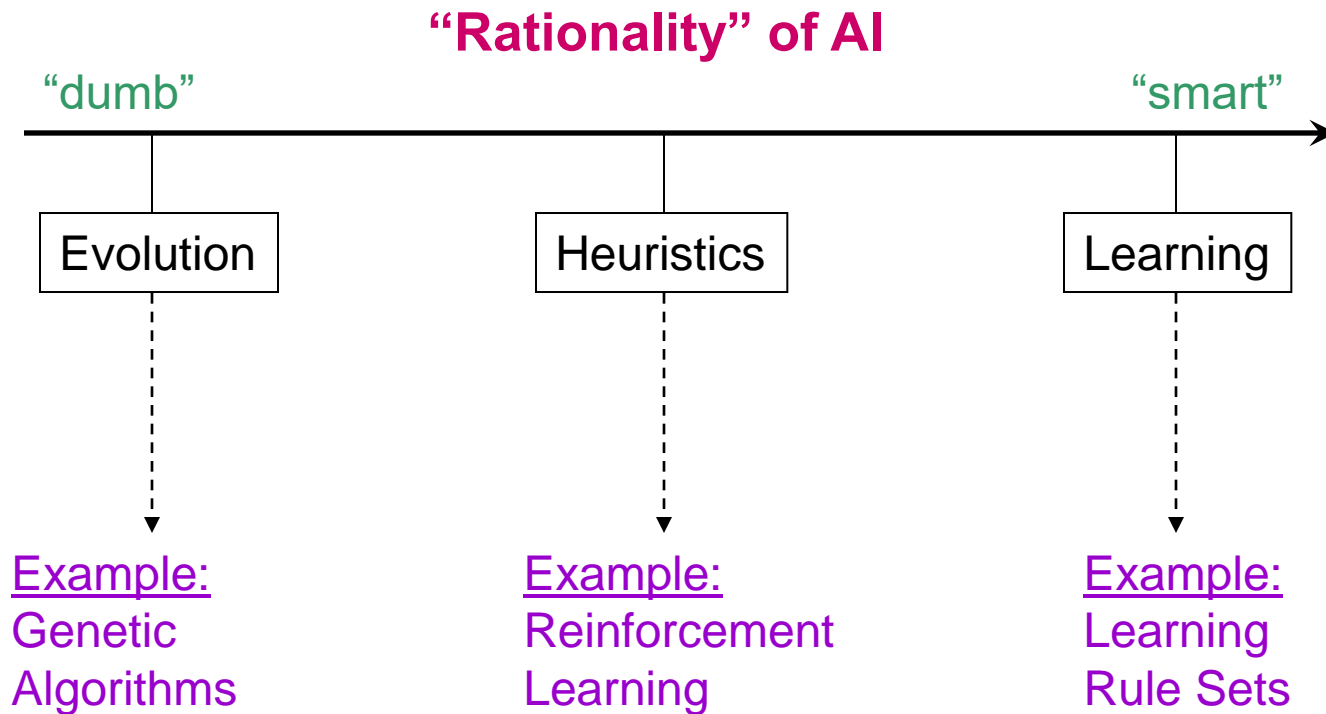 “Rationality” of AI
“dumb”
“smart”
Evolution
Heuristics
Learning
Example:
Genetic
Algorithms
Example:
Reinforcement
Learning
Example:
Learning
Rule Sets